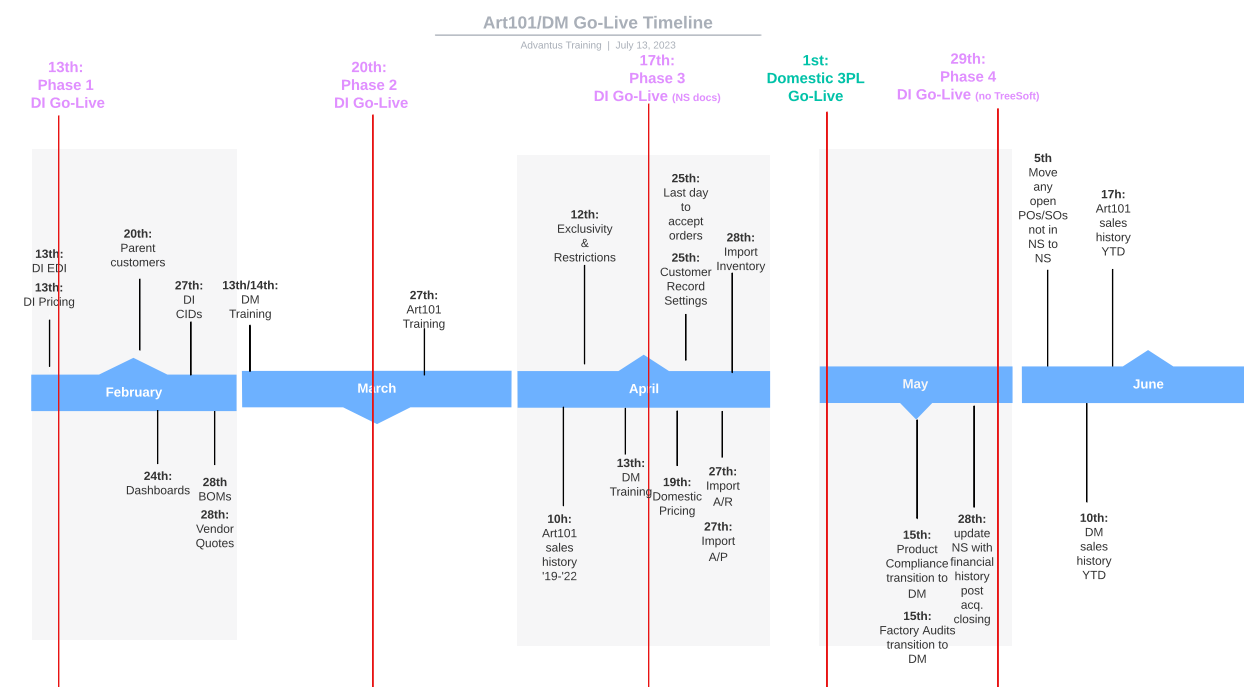 Art101/DM Go-Live Timeline
Advantus Training | July 13, 2023
13th:
Phase 1
DI Go-Live
20th:
Phase 2
DI Go-Live
17th:
Phase 3
DI Go-Live (NS docs)
1st:
Domestic 3PL
Go-Live
29th:
Phase 4
DI Go-Live (no TreeSoft)
13th:
DI EDI
13th:
DI Pricing
20th:
Parent
customers
27th:
DI
CIDs
13th/14th:
DM
Training
27th:
Art101
Training
12th:
Exclusivity
&
Restrictions
25th:
Last day
to
accept
orders
25th:
Customer
Record
Settings
28th:
Import
Inventory
5th
Move
any
open
POs/SOs
not in
NS to
NS
17h:
Art101
sales
history
YTD
February
March
April
May
June
24th:
Dashboards
28th
BOMs
28th:
Vendor
Quotes
10h:
Art101
sales
history
'19-'22
13th:
DM
Training
19th:
Domestic
Pricing
27th:
Import
A/R
27th:
Import
A/P
15th:
Product
Compliance
transition to
DM
15th:
Factory Audits
transition to
DM
28th:
update
NS with
financial
history
post
acq.
closing
10th:
DM
sales
history
YTD